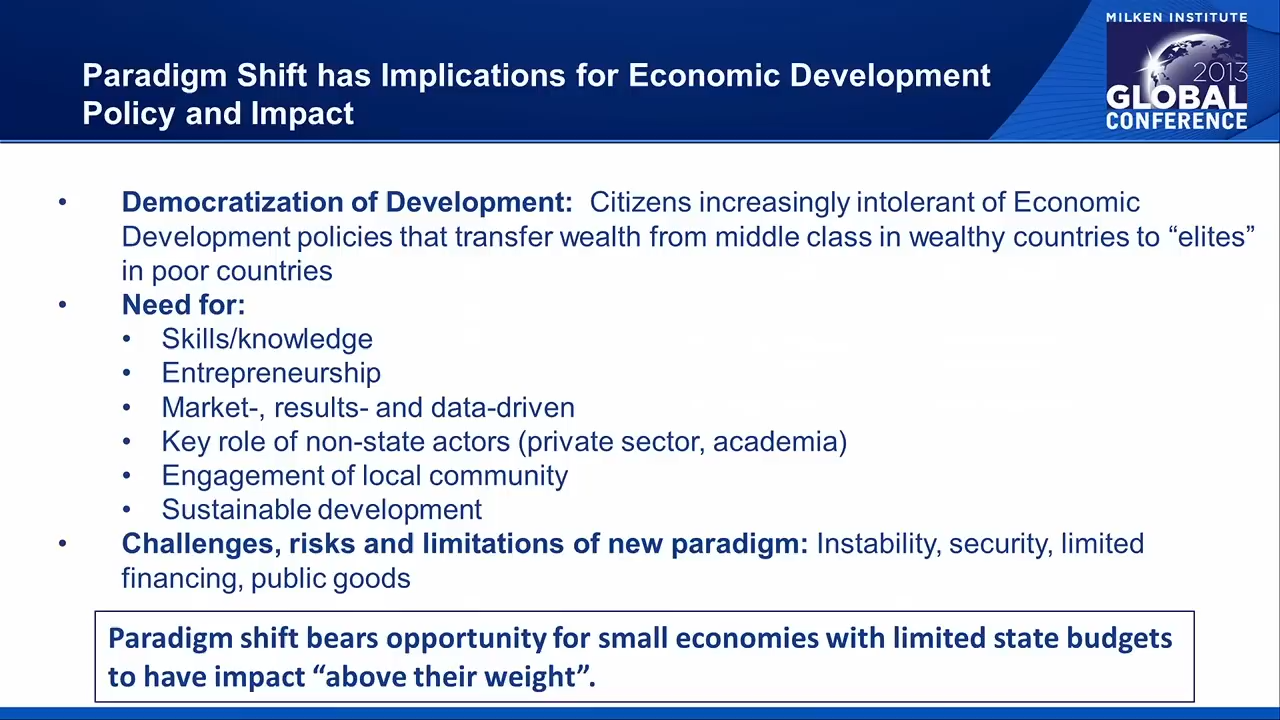 MILKEN INSTITUTE
2013
GLOBAL
CONFERENCE
Paradigm Shift has Implications for Economic Development
Policy and Impact
• Democratization of Development: Citizens increasingly intolerant of Economic
Development policies that transfer wealth from middle class in wealthy countries to “elites”
in poor countries
• Need for:
• Skills/knowledge
• Entrepreneurship
• Market-, results- and data-driven
• Key role of non-state actors (private sector, academia)
• Engagement of local community
• Sustainable development
• Challenges, risks and limitations of new paradigm: Instability, security, limited
financing, public goods
Paradigm shift bears opportunity for small economies with limited state budgets
to have impact “above their weight”.